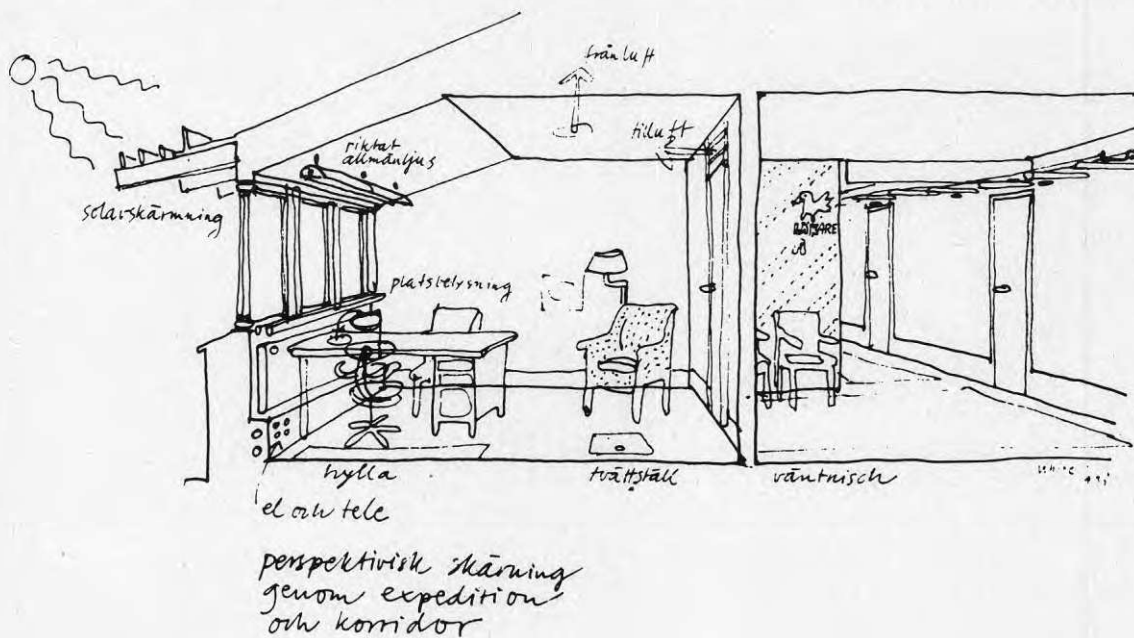 frånluft
tilluft
riktat
allmänljus
solavskärmning
LÄKARE
platsbelysning
hylla
tvättställ
väntnisch
el och tele
perspektivisk skärning
genom expedition
och korridor